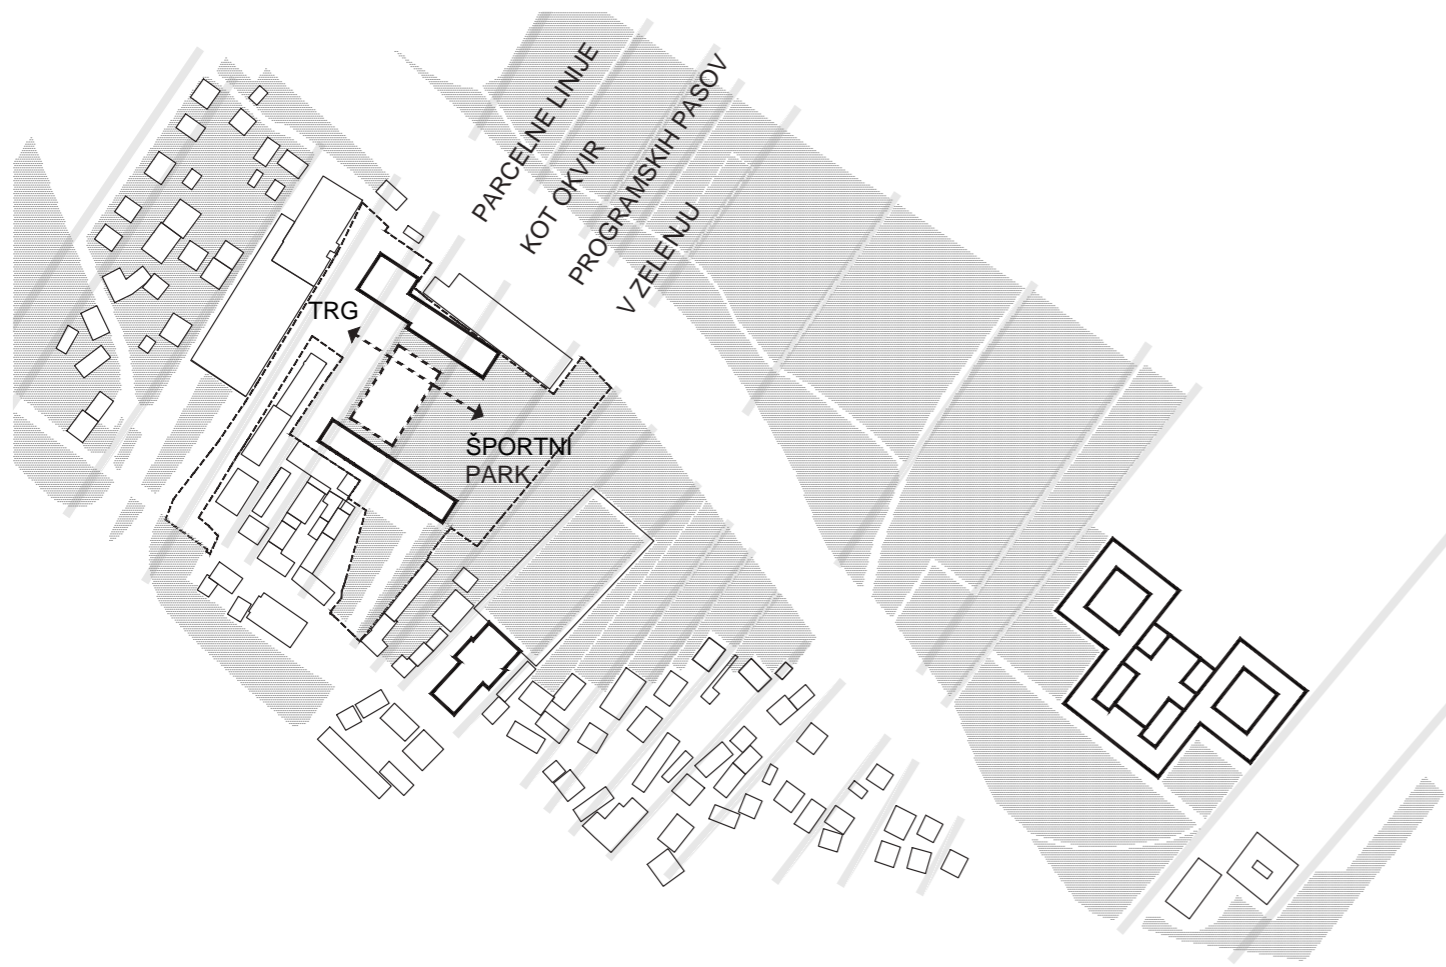 PARCELNE LINIJE
KOT OKVIR
PROGRAMSKIH PASOV
V ZELENJU
TRG
ŠPORTNI
PARK